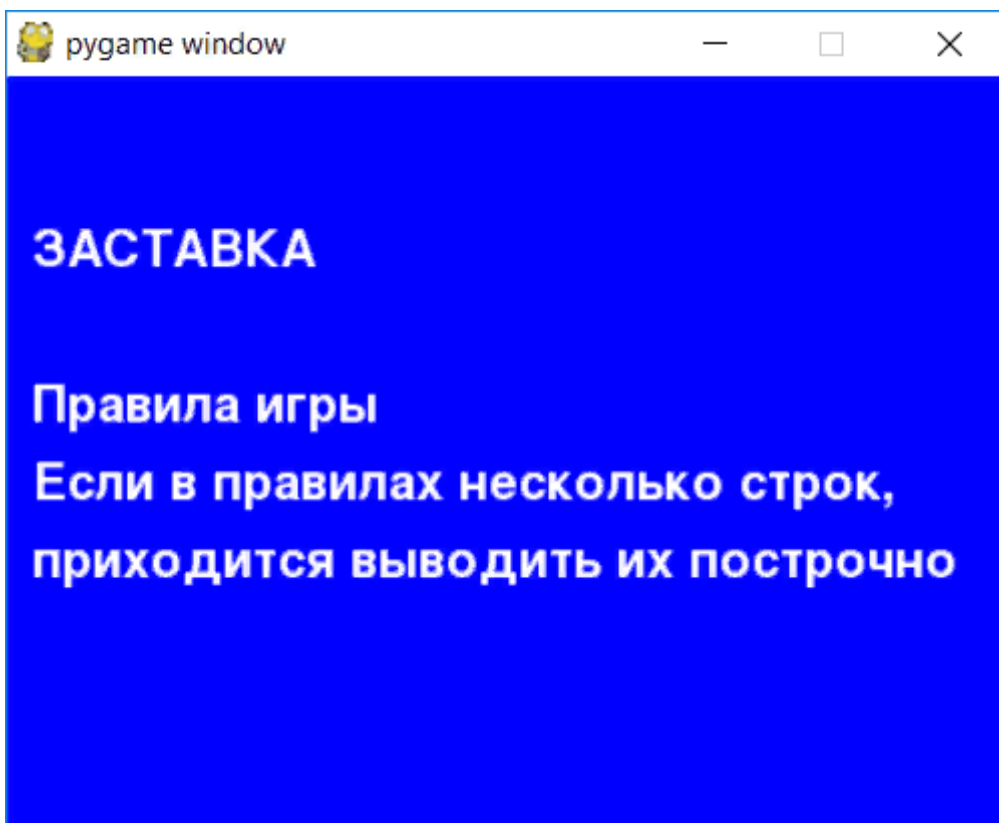 pygame window
ЗАСТАВКА
Правила игры
Если в правилах несколько строк,
приходится выводить их построчно